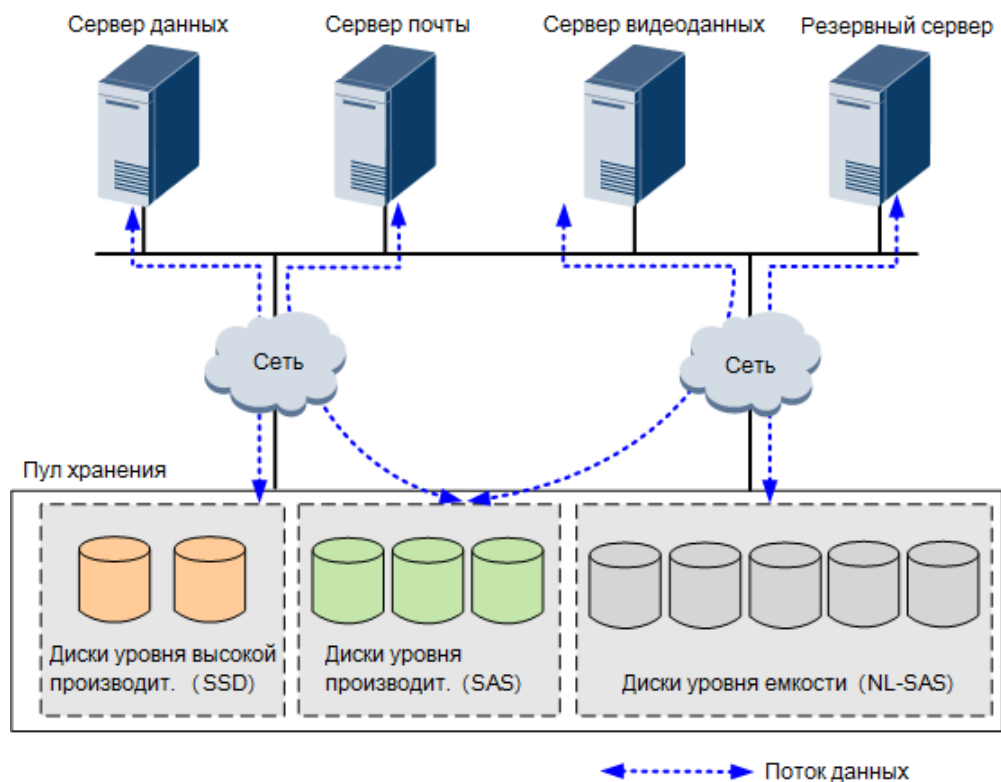 Сервер данных
Сервер почты
Сервер видеоданных
Резервный сервер
Сеть
Сеть
Пул хранения
Диски уровня высокой
производит. (SSD)
Диски уровня
производит. (SAS)
Диски уровня емкости (NL-SAS)
Поток данных